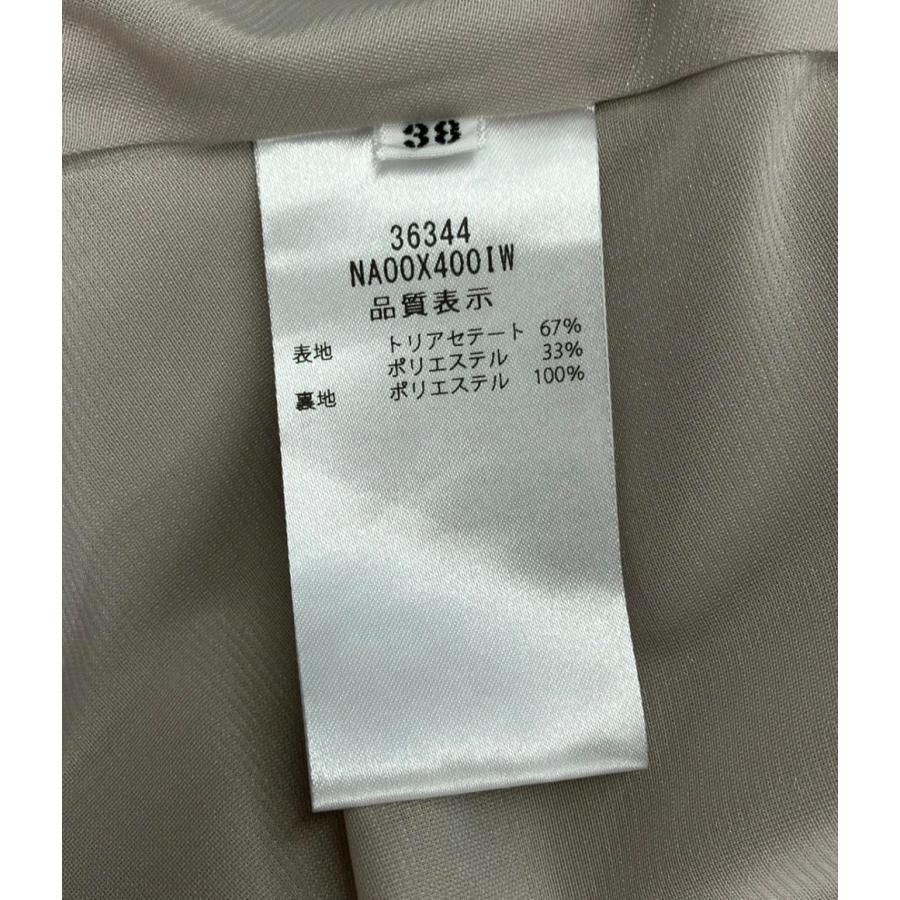 38
36344
NA00X400IW
品質表示
表地 トリアセテート 67%
ポリエステル 33%
裏地 ポリエステル 100%